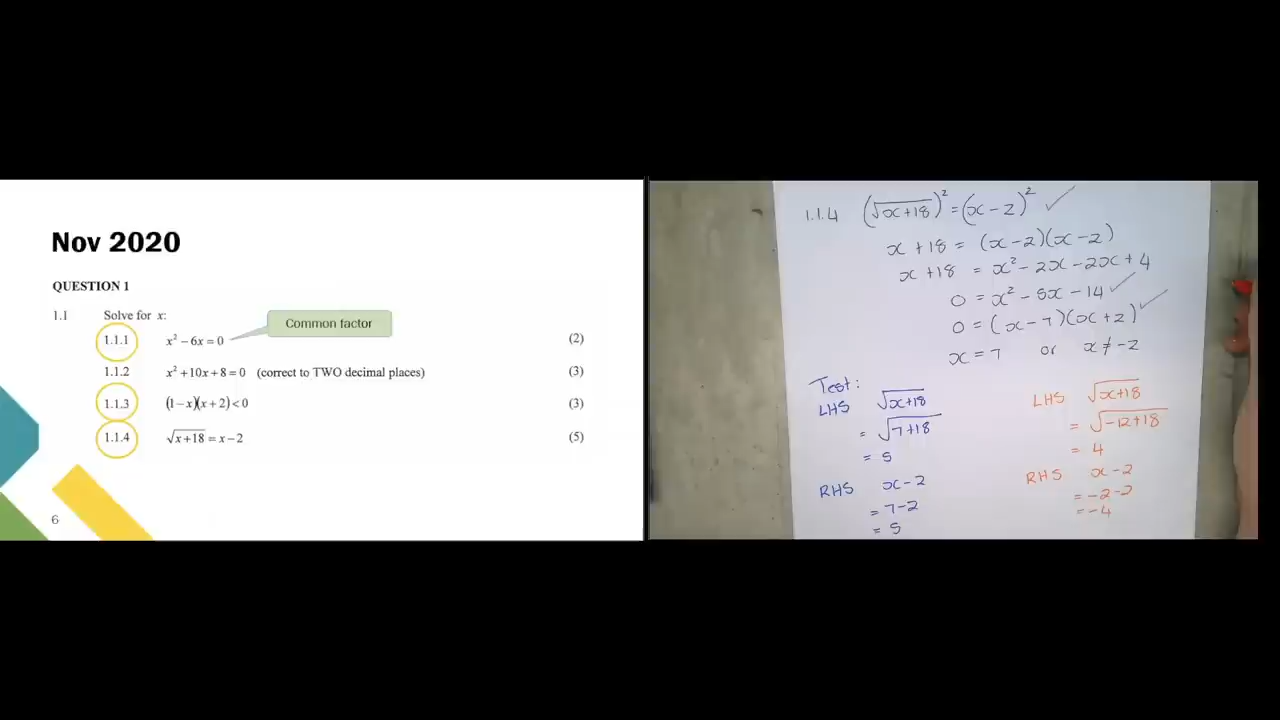 Nov 2020
QUESTION 1
1.1 Solve for x:
Common factor
1.1.1 x² − 6x = 0 (2)
1.1.2 x² + 10x + 8 = 0 (correct to TWO decimal places) (3)
1.1.3 (1−x)(x+2) < 0 (3)
1.1.4 √x+18 = x − 2 (5)
6
1.1.4 (√x+18)² = (x − 2)² ✓
x + 18 = (x − 2)(x − 2)
x + 18 = x² − 2x − 2x + 4
0 = x² − 5x − 14 ✓
0 = (x − 7)(x + 2) ✓
x = 7 or x ≠ −2
Test:
LHS √x+18
= √7+18
= 5
RHS x − 2
= 7−2
= 5
LHS √x+18
= √−12+18
= 4
RHS x − 2
= −2−2
= −4